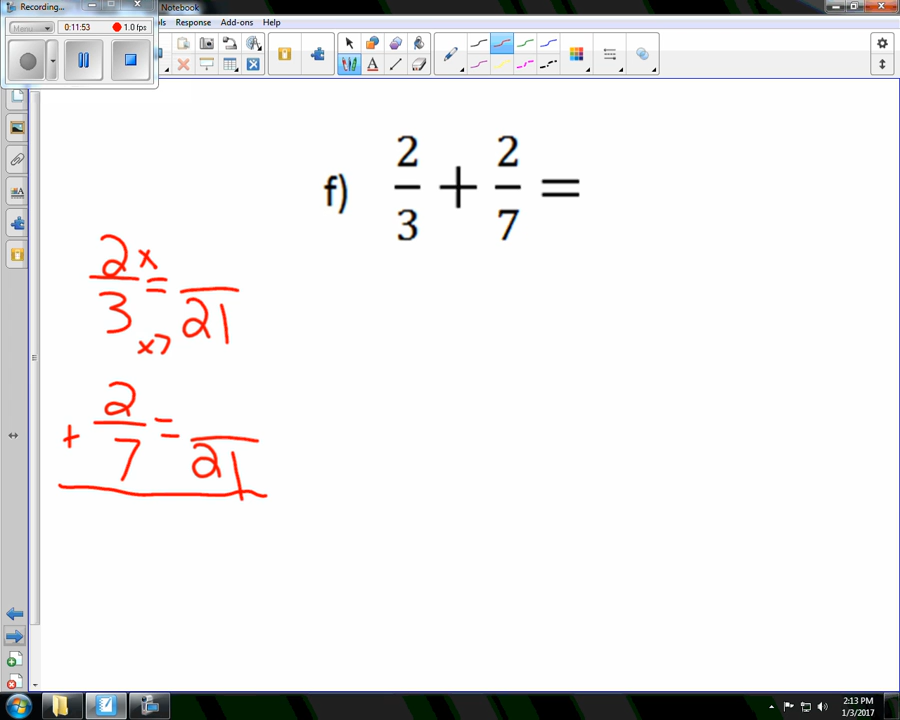 Recording...
Notebook
Menu
0:11:53
1.0 fps
ols Response Add-ons Help
A
f) 2/3 + 2/7 =
2 x
3 = 21
x7
+ 2
7 = 21
2:13 PM
1/3/2017